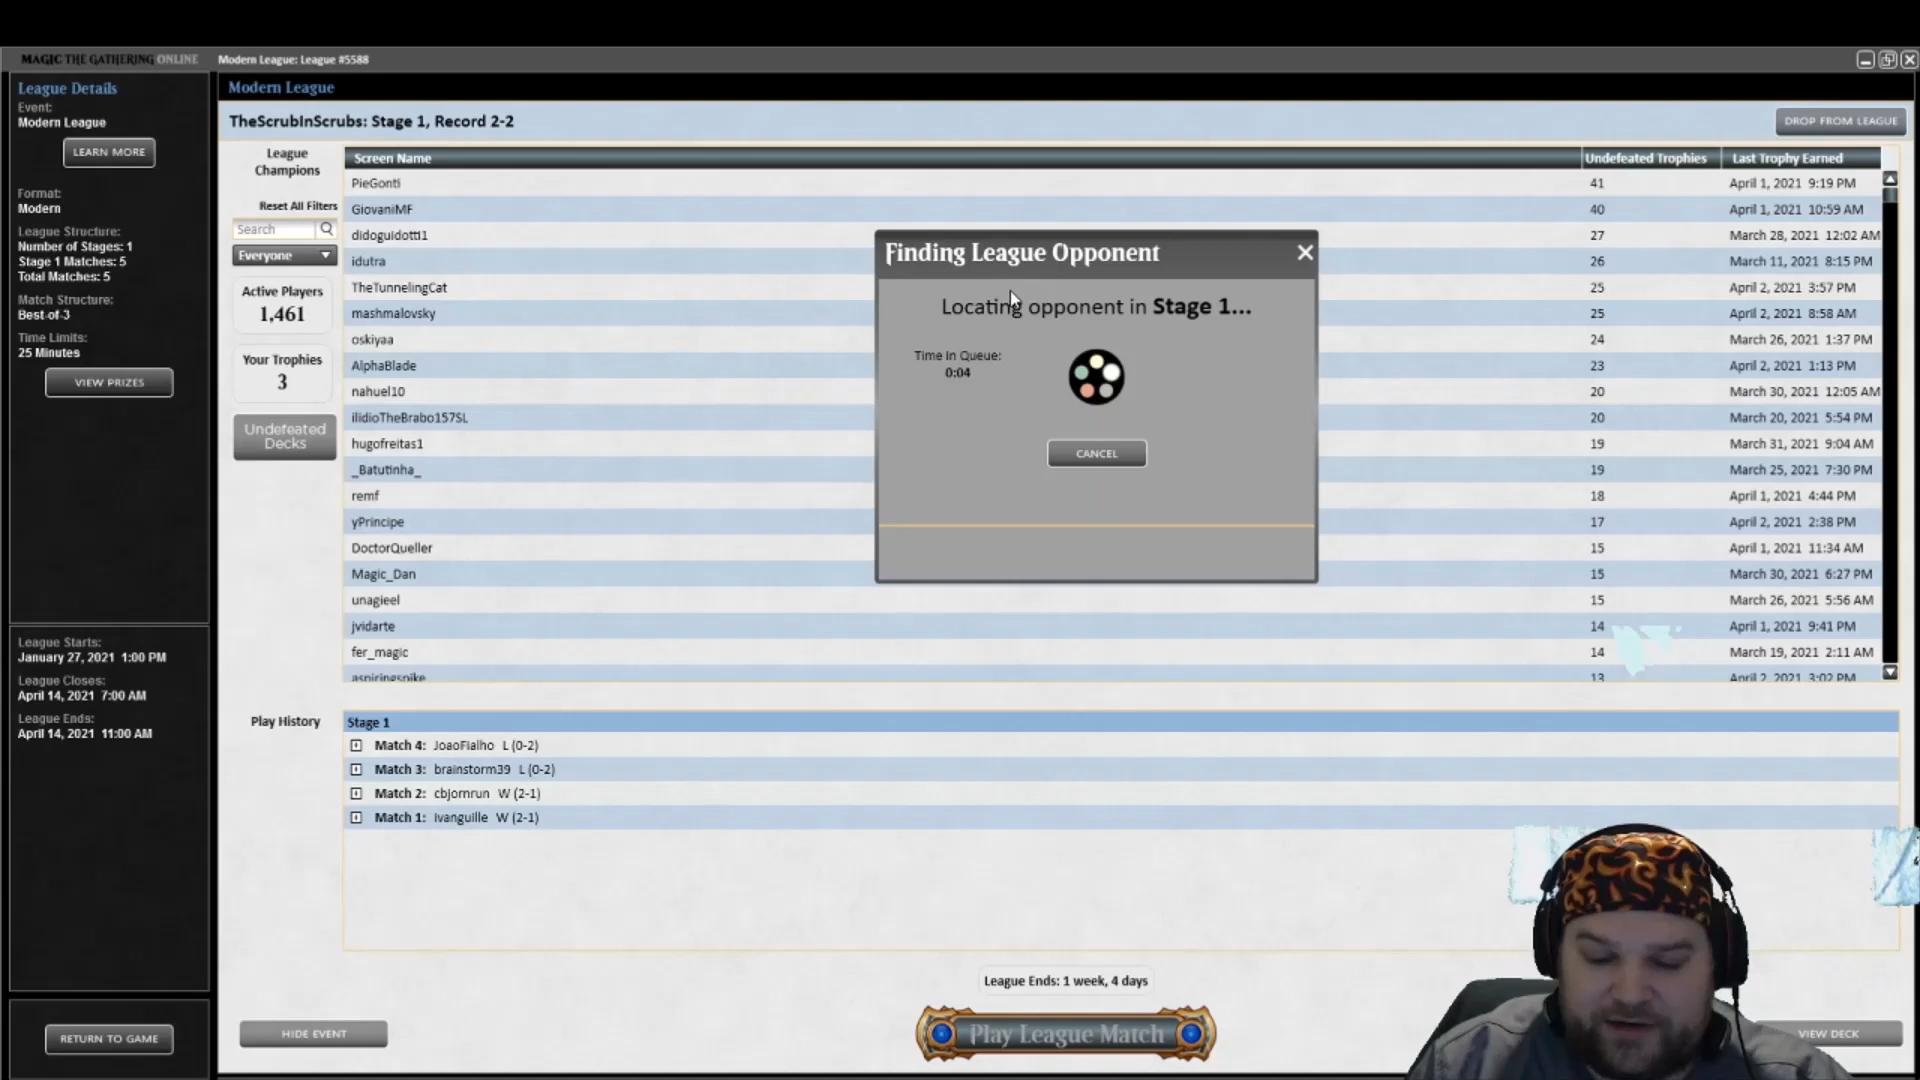 MAGIC THE GATHERING ONLINE
Modern League: League #5588
League Details
Event:
Modern League
LEARN MORE
Format:
Modern
League Structure:
Number of Stages: 1
Stage 1 Matches: 5
Total Matches: 5
Match Structure:
Best-of-3
Time Limits:
25 Minutes
VIEW PRIZES
League Starts:
January 27, 2021 1:00 PM
League Closes:
April 14, 2021 7:00 AM
League Ends:
April 14, 2021 11:00 AM
RETURN TO GAME
Modern League
TheScrubInScrubs: Stage 1, Record 2-2
DROP FROM LEAGUE
League
Champions
Reset All Filters
Search
Everyone
Active Players
1,461
Your Trophies
3
Undefeated
Decks
Screen Name Undefeated Trophies Last Trophy Earned
PieGonti 41 April 1, 2021 9:19 PM
GiovaniMF 40 April 1, 2021 10:59 AM
didoguidotti1 27 March 28, 2021 12:02 AM
idutra 26 March 11, 2021 8:15 PM
TheTunnelingCat 25 April 2, 2021 3:57 PM
mashmalovsky 25 April 2, 2021 8:58 AM
oskiyaa 24 March 26, 2021 1:37 PM
AlphaBlade 23 April 2, 2021 1:13 PM
nahuel10 20 March 30, 2021 12:05 AM
ilidioTheBrabo157SL 20 March 20, 2021 5:54 PM
hugofreitas1 19 March 31, 2021 9:04 AM
_Batutinha_ 19 March 25, 2021 7:30 PM
remf 18 April 1, 2021 4:44 PM
yPrincipe 17 April 2, 2021 2:38 PM
DoctorQueller 15 April 1, 2021 11:34 AM
Magic_Dan 15 March 30, 2021 6:27 PM
unagieel 15 March 26, 2021 5:56 AM
jvidarte 14 April 1, 2021 9:41 PM
fer_magic 14 March 19, 2021 2:11 AM
aspiringspike 13 April 2, 2021 3:02 PM
Finding League Opponent
Locating opponent in Stage 1...
Time In Queue:
0:04
CANCEL
Play History
Stage 1
Match 4: JoaoFialho L (0-2)
Match 3: brainstorm39 L (0-2)
Match 2: cbjornrun W (2-1)
Match 1: Ivanguille W (2-1)
League Ends: 1 week, 4 days
HIDE EVENT
Play League Match
VIEW DECK